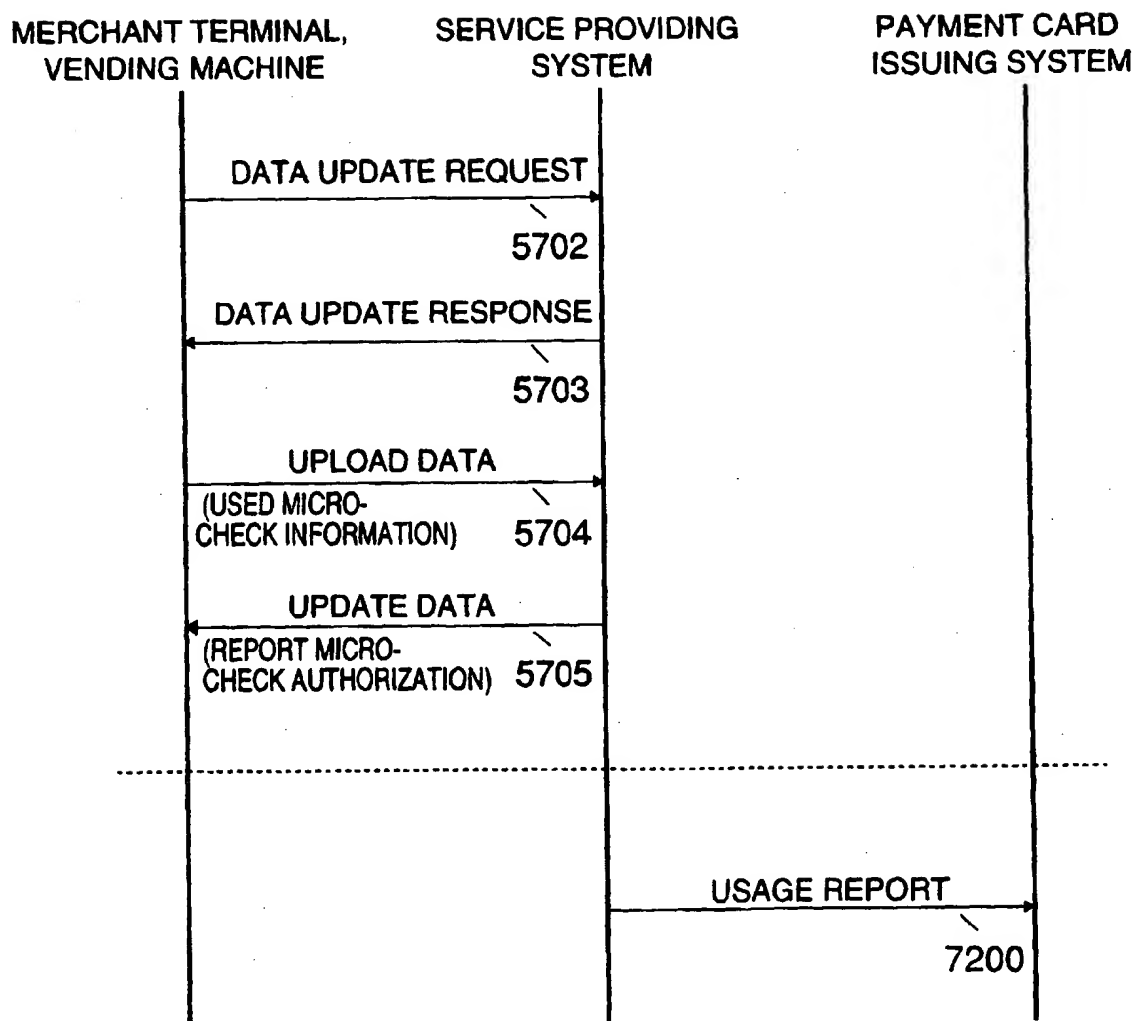 MERCHANT TERMINAL,
VENDING MACHINE
SERVICE PROVIDING
SYSTEM
PAYMENT CARD
ISSUING SYSTEM
DATA UPDATE REQUEST
5702
DATA UPDATE RESPONSE
5703
UPLOAD DATA
(USED MICRO-
CHECK INFORMATION)
5704
UPDATE DATA
(REPORT MICRO-
CHECK AUTHORIZATION)
5705
USAGE REPORT
7200